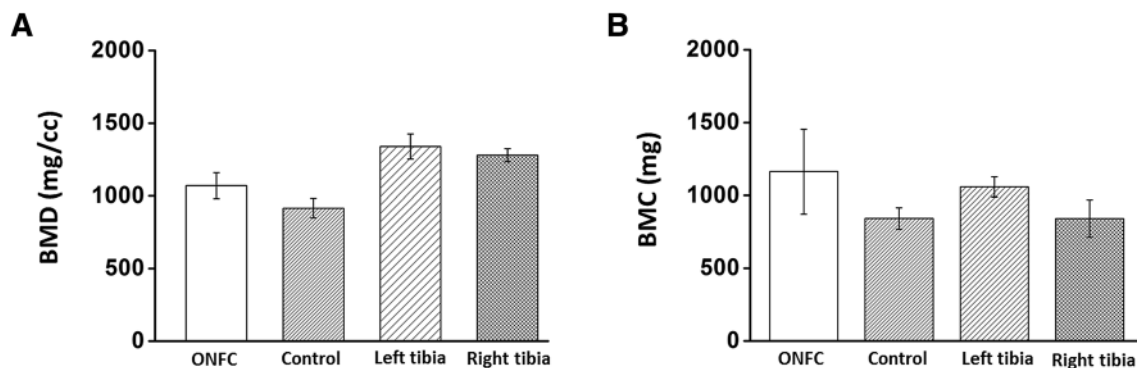 A
BMD (mg/cc)
2000
1500
1000
500
0
ONFC Control Left tibia Right tibia
B
BMC (mg)
2000
1500
1000
500
0
ONFC Control Left tibia Right tibia